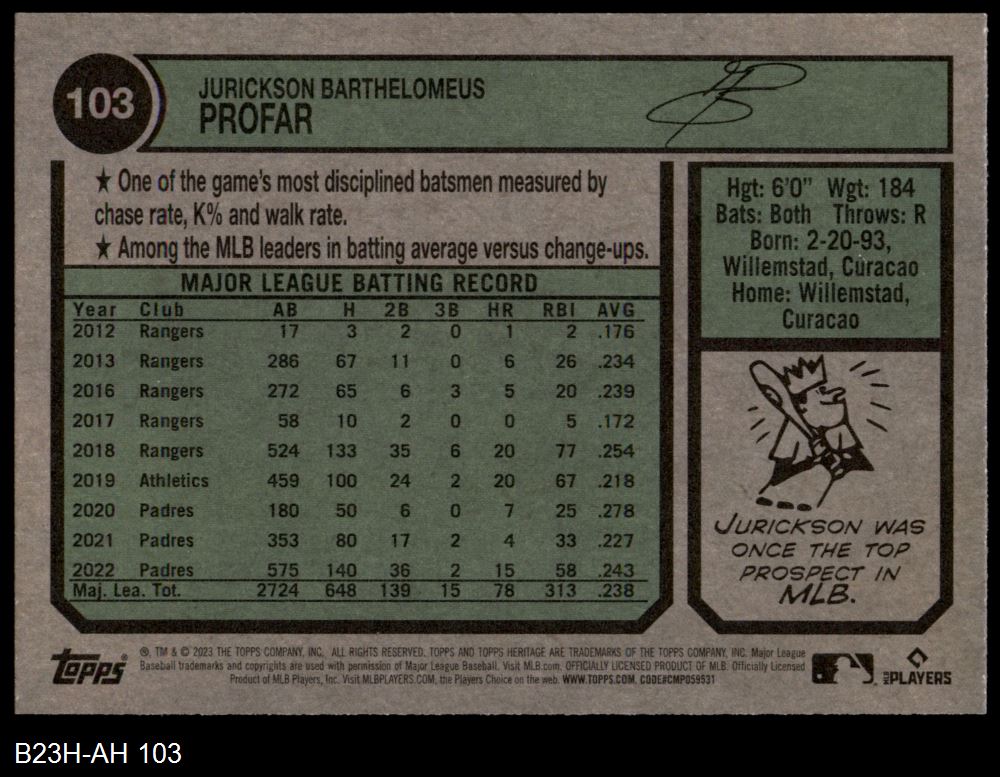 103
JURICKSON BARTHELOMEUS
PROFAR
★ One of the game's most disciplined batsmen measured by
chase rate, K% and walk rate.
★ Among the MLB leaders in batting average versus change-ups.
MAJOR LEAGUE BATTING RECORD
Year Club AB H 2B 3B HR RBI AVG
2012 Rangers 17 3 2 0 1 2 .176
2013 Rangers 286 67 11 0 6 26 .234
2016 Rangers 272 65 6 3 5 20 .239
2017 Rangers 58 10 2 0 0 5 .172
2018 Rangers 524 133 35 6 20 77 .254
2019 Athletics 459 100 24 2 20 67 .218
2020 Padres 180 50 6 0 7 25 .278
2021 Padres 353 80 17 2 4 33 .227
2022 Padres 575 140 36 2 15 58 .243
Maj. Lea. Tot. 2724 648 139 15 78 313 .238
Hgt: 6'0" Wgt: 184
Bats: Both Throws: R
Born: 2-20-93,
Willemstad, Curacao
Home: Willemstad,
Curacao
JURICKSON WAS
ONCE THE TOP
PROSPECT IN
MLB.
topps
®, TM & © 2023 THE TOPPS COMPANY, INC. ALL RIGHTS RESERVED. TOPPS AND TOPPS HERITAGE ARE TRADEMARKS OF THE TOPPS COMPANY, INC. Major League
Baseball trademarks and copyrights are used with permission of Major League Baseball. Visit MLB.com. OFFICIALLY LICENSED PRODUCT OF MLB. Officially Licensed
Product of MLB Players, Inc. Visit MLBPLAYERS.COM, the Players Choice on the web. WWW.TOPPS.COM. CODE#CMP059531
MLB PLAYERS
B23H-AH 103